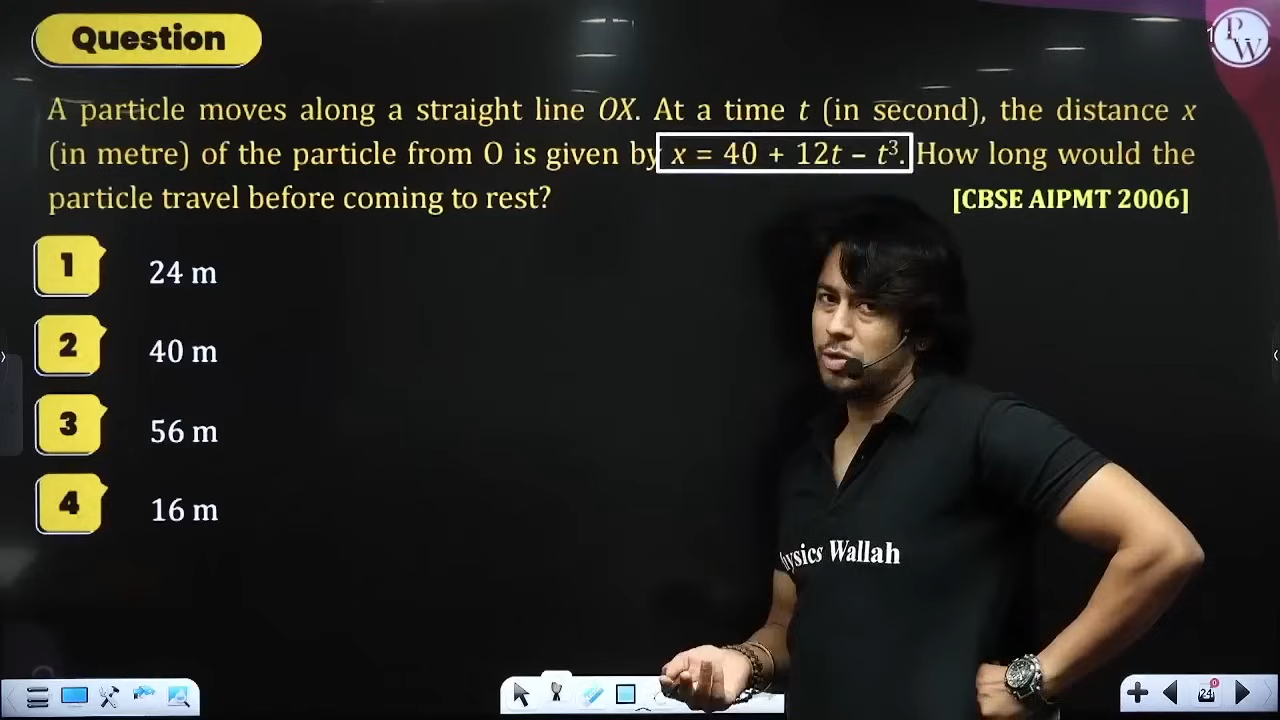 Question
A particle moves along a straight line OX. At a time t (in second), the distance x
(in metre) of the particle from O is given by x = 40 + 12t – t³. How long would the
particle travel before coming to rest?
[CBSE AIPMT 2006]
1 24 m
2 40 m
3 56 m
4 16 m
PW
Wallah
24